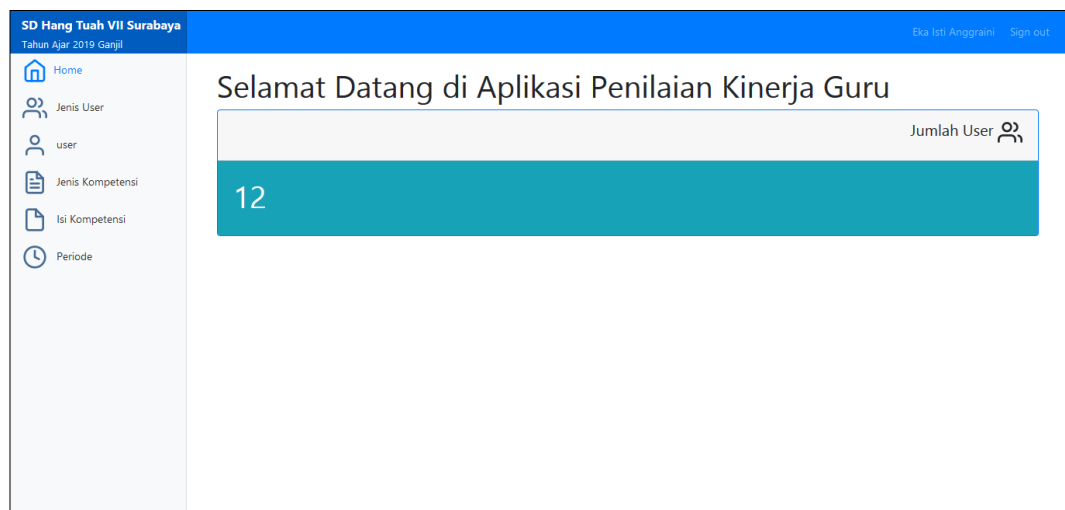 SD Hang Tuah VII Surabaya
Tahun Ajar 2019 Ganjil
Eka Isti Anggraini Sign out
Home
Jenis User
user
Jenis Kompetensi
Isi Kompetensi
Periode
Selamat Datang di Aplikasi Penilaian Kinerja Guru
Jumlah User
12